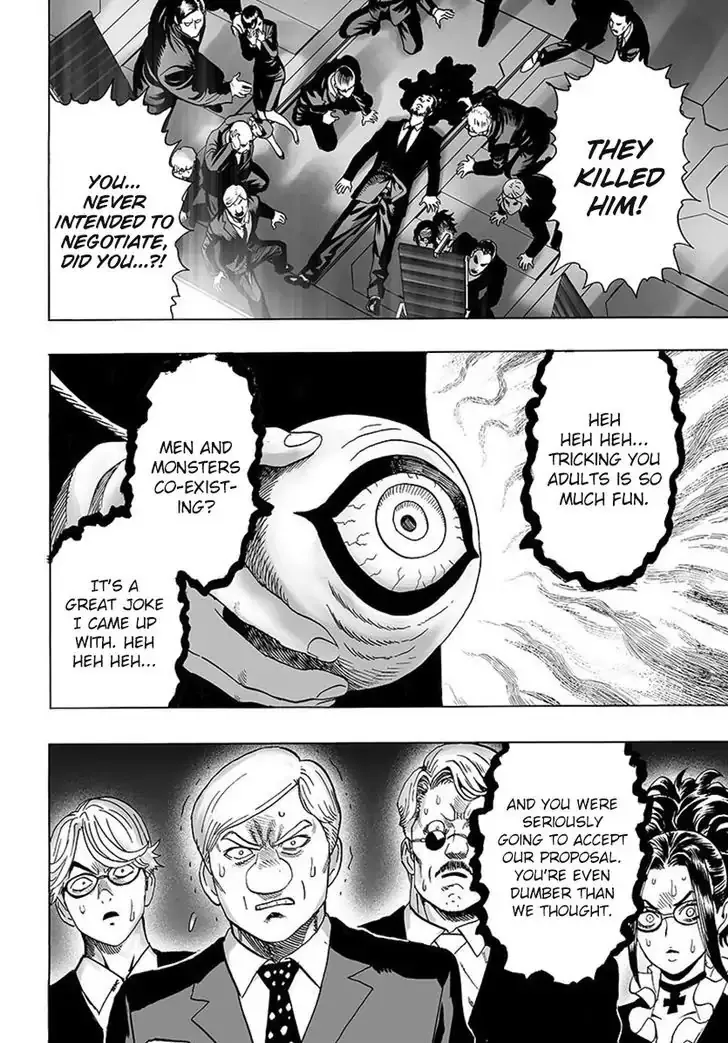 THEY
KILLED
HIM!
YOU...
NEVER
INTENDED TO
NEGOTIATE,
DID YOU...?!
HEH
HEH HEH...
TRICKING YOU
ADULTS IS SO
MUCH FUN.
MEN AND
MONSTERS
CO-EXIST-
ING?
IT'S A
GREAT JOKE
I CAME UP
WITH. HEH
HEH HEH...
AND YOU WERE
SERIOUSLY
GOING TO
ACCEPT
OUR PROPOSAL.
YOU'RE EVEN
DUMBER THAN
WE THOUGHT.